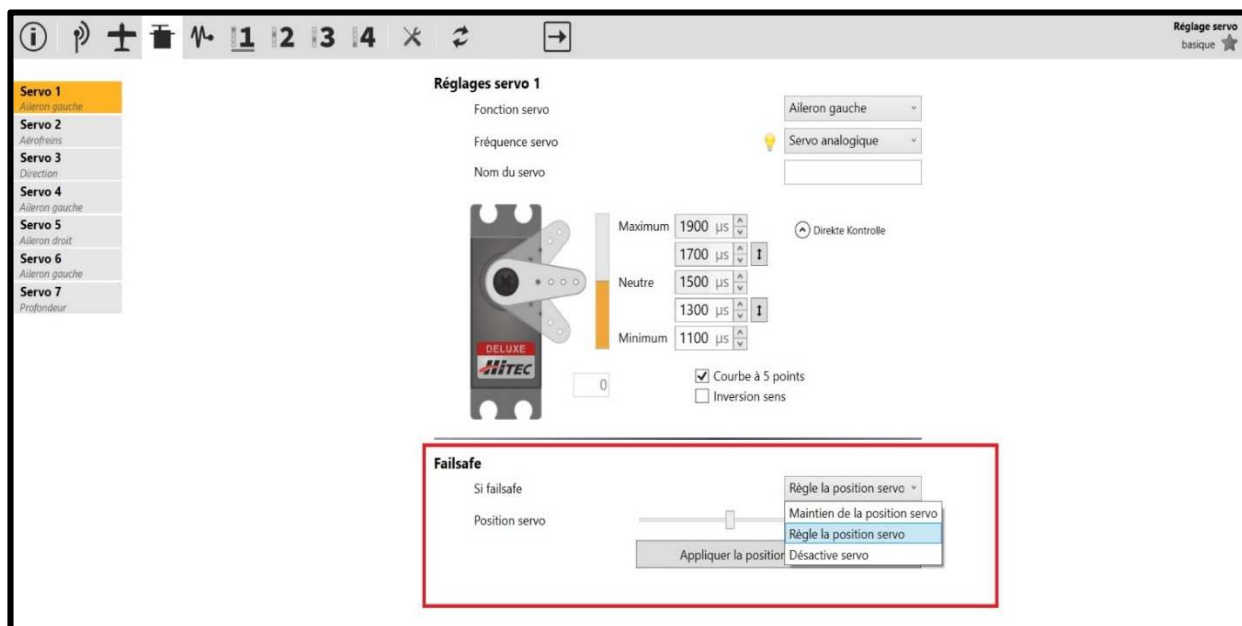 1 2 3 4
Réglage servo
basique
Servo 1
Aileron gauche
Servo 2
Aérofreins
Servo 3
Direction
Servo 4
Aileron gauche
Servo 5
Aileron droit
Servo 6
Aileron gauche
Servo 7
Profondeur
Réglages servo 1
Fonction servo Aileron gauche
Fréquence servo Servo analogique
Nom du servo
Maximum 1900 µs Direkte Kontrolle
1700 µs
Neutre 1500 µs
1300 µs
Minimum 1100 µs
DELUXE
HiTEC
0
Courbe à 5 points
Inversion sens
Failsafe
Si failsafe Règle la position servo
Maintien de la position servo
Position servo
Règle la position servo
Appliquer la position
Désactive servo